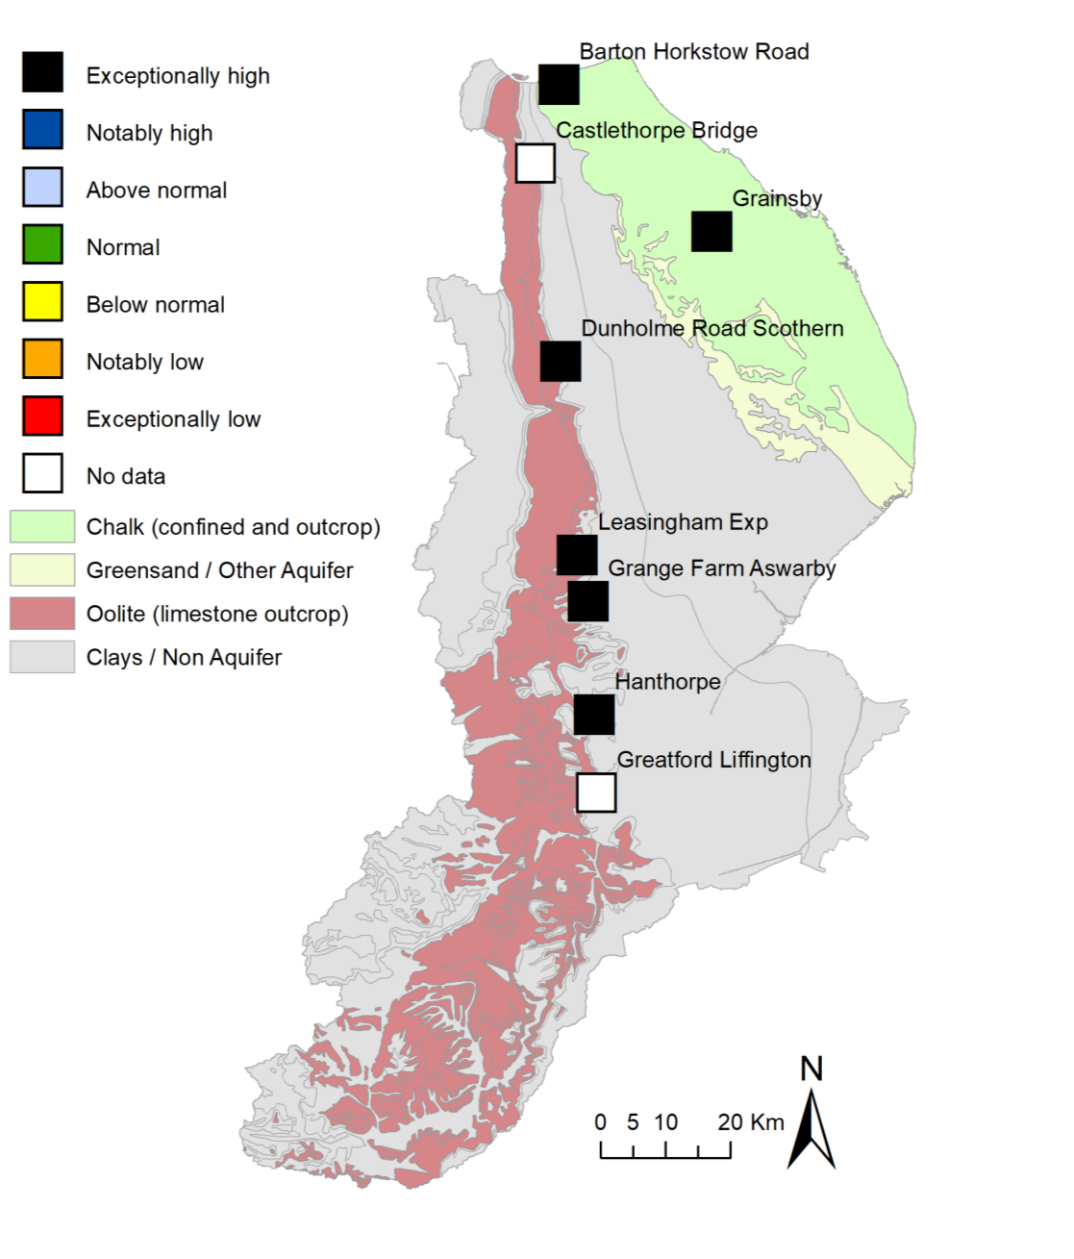 Exceptionally high
Notably high
Above normal
Normal
Below normal
Notably low
Exceptionally low
No data
Chalk (confined and outcrop)
Greensand / Other Aquifer
Oolite (limestone outcrop)
Clays / Non Aquifer
Barton Horkstow Road
Castlethorpe Bridge
Grainsby
Dunholme Road Scothern
Leasingham Exp
Grange Farm Aswarby
Hanthorpe
Greatford Liffington
N
0 5 10 20 Km